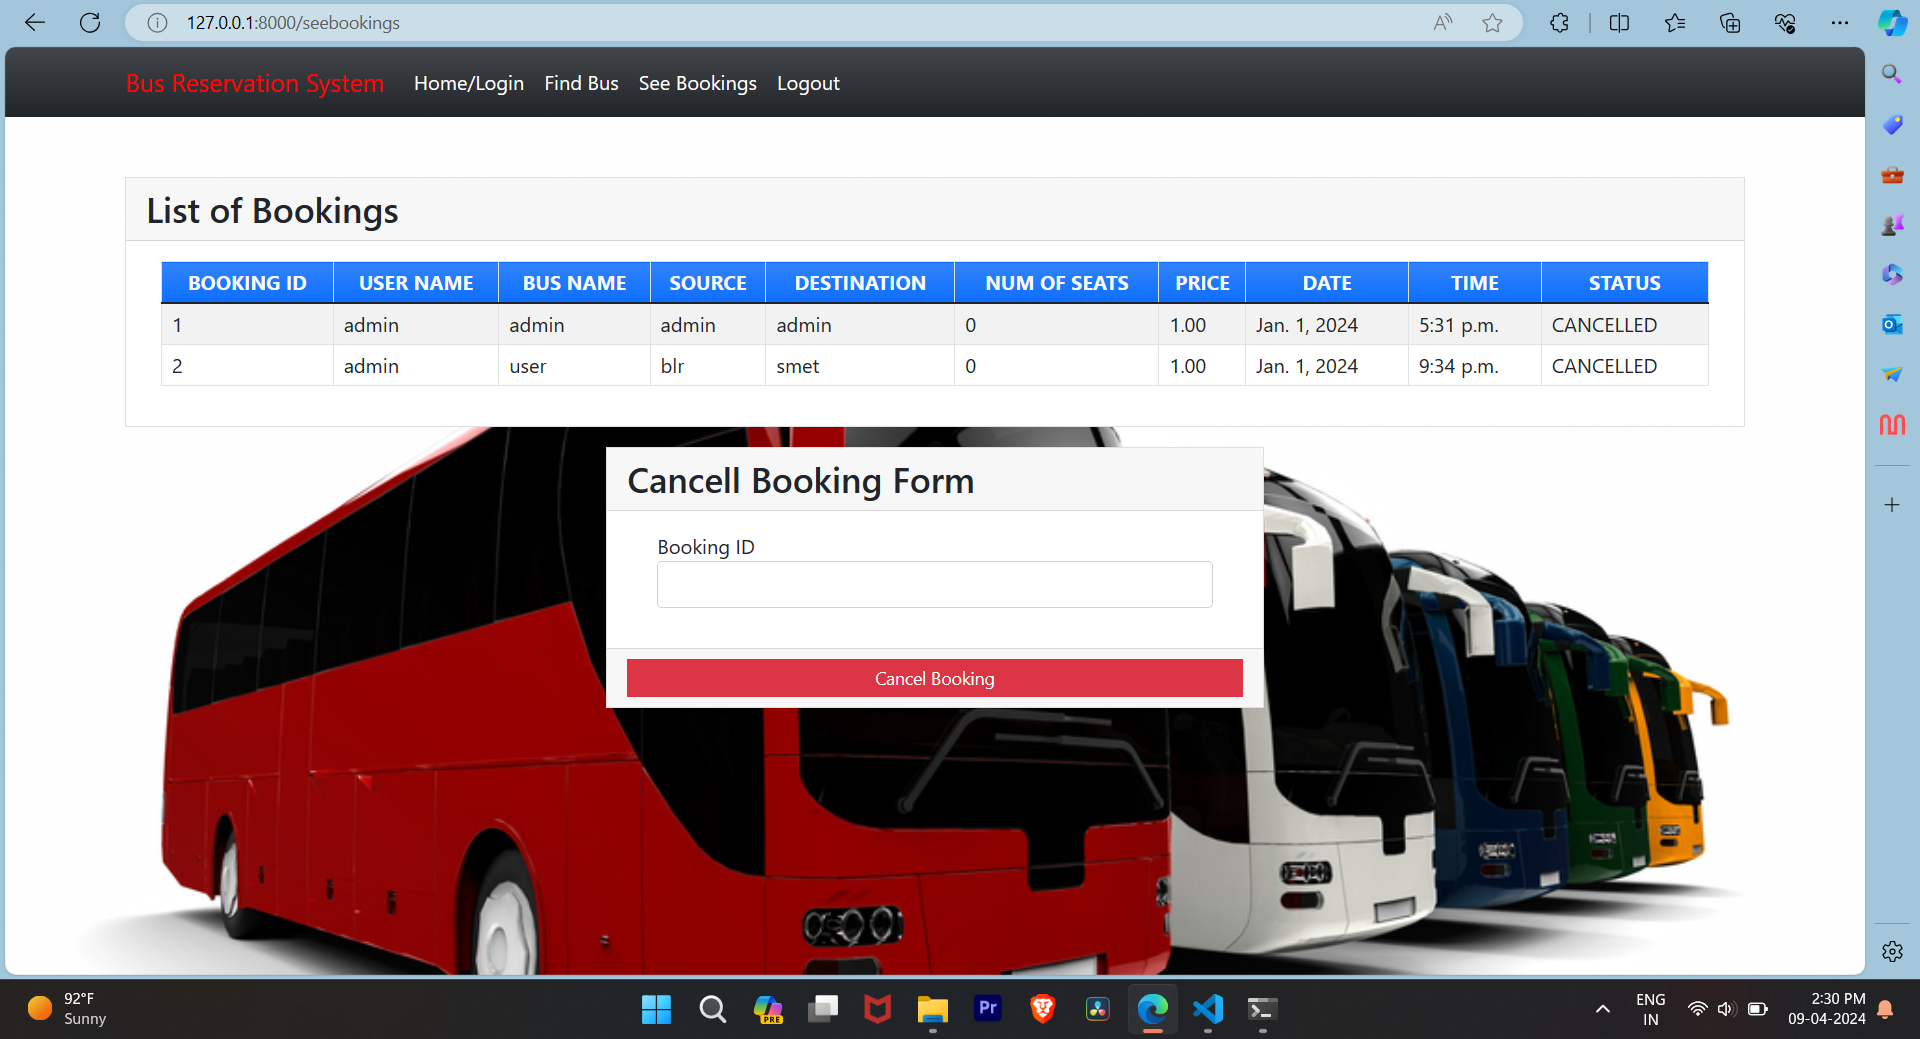 127.0.0.1:8000/seebookings
Bus Reservation System Home/Login Find Bus See Bookings Logout
List of Bookings
BOOKING ID USER NAME BUS NAME SOURCE DESTINATION NUM OF SEATS PRICE DATE TIME STATUS
1 admin admin admin admin 0 1.00 Jan. 1, 2024 5:31 p.m. CANCELLED
2 admin user blr smet 0 1.00 Jan. 1, 2024 9:34 p.m. CANCELLED
Cancell Booking Form
Booking ID
Cancel Booking
92°F
Sunny
PRE
Pr
ENG
IN
2:30 PM
09-04-2024